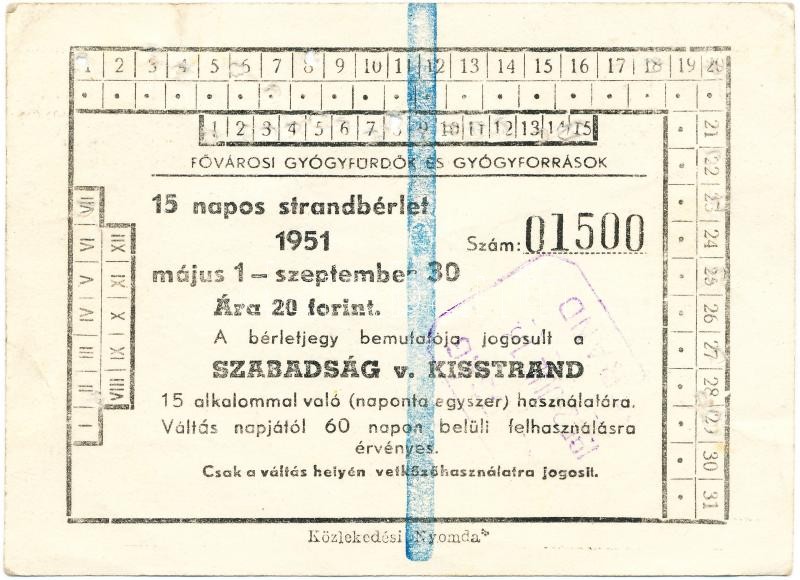 1 2 3 4 5 6 7 8 9 10 11 12 13 14 15 16 17 18 19 20
1 2 3 4 5 6 7 8 9 10 11 12 13 14 15
21 22 23 24 25 26 27 28 29 30 31
FŐVÁROSI GYÓGYFÜRDŐK ÉS GYÓGYFORRÁSOK
I II III IV V VI VII
VIII IX X XI XII
15 napos strandbérlet
1951
Szám: 01500
május 1 – szeptember 30
Ára 20 forint.
A bérletjegy bemutatója jogosult a
SZABADSÁG v. KISSTRAND
15 alkalommal való (naponta egyszer) használatára.
Váltás napjától 60 napon belüli felhasználásra
érvényes.
Csak a váltás helyén vetkőzőhasználatra jogosít.
Közlekedési Nyomda